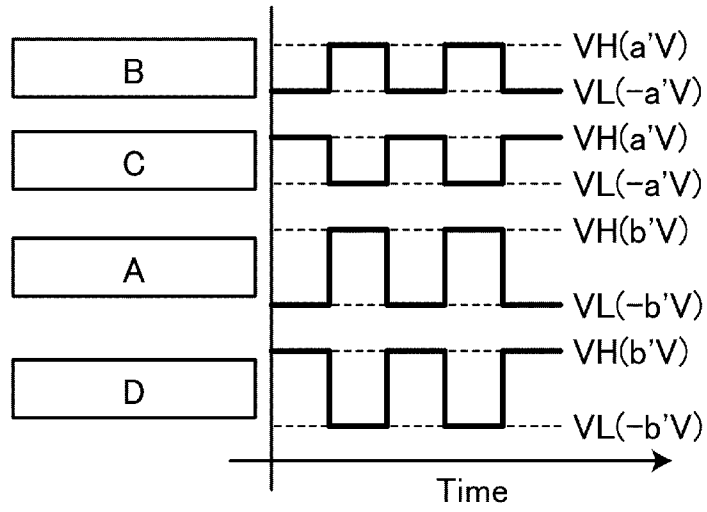 B
VH(a'V)
VL(-a'V)
C
VH(a'V)
VL(-a'V)
A
VH(b'V)
VL(-b'V)
D
VH(b'V)
VL(-b'V)
Time